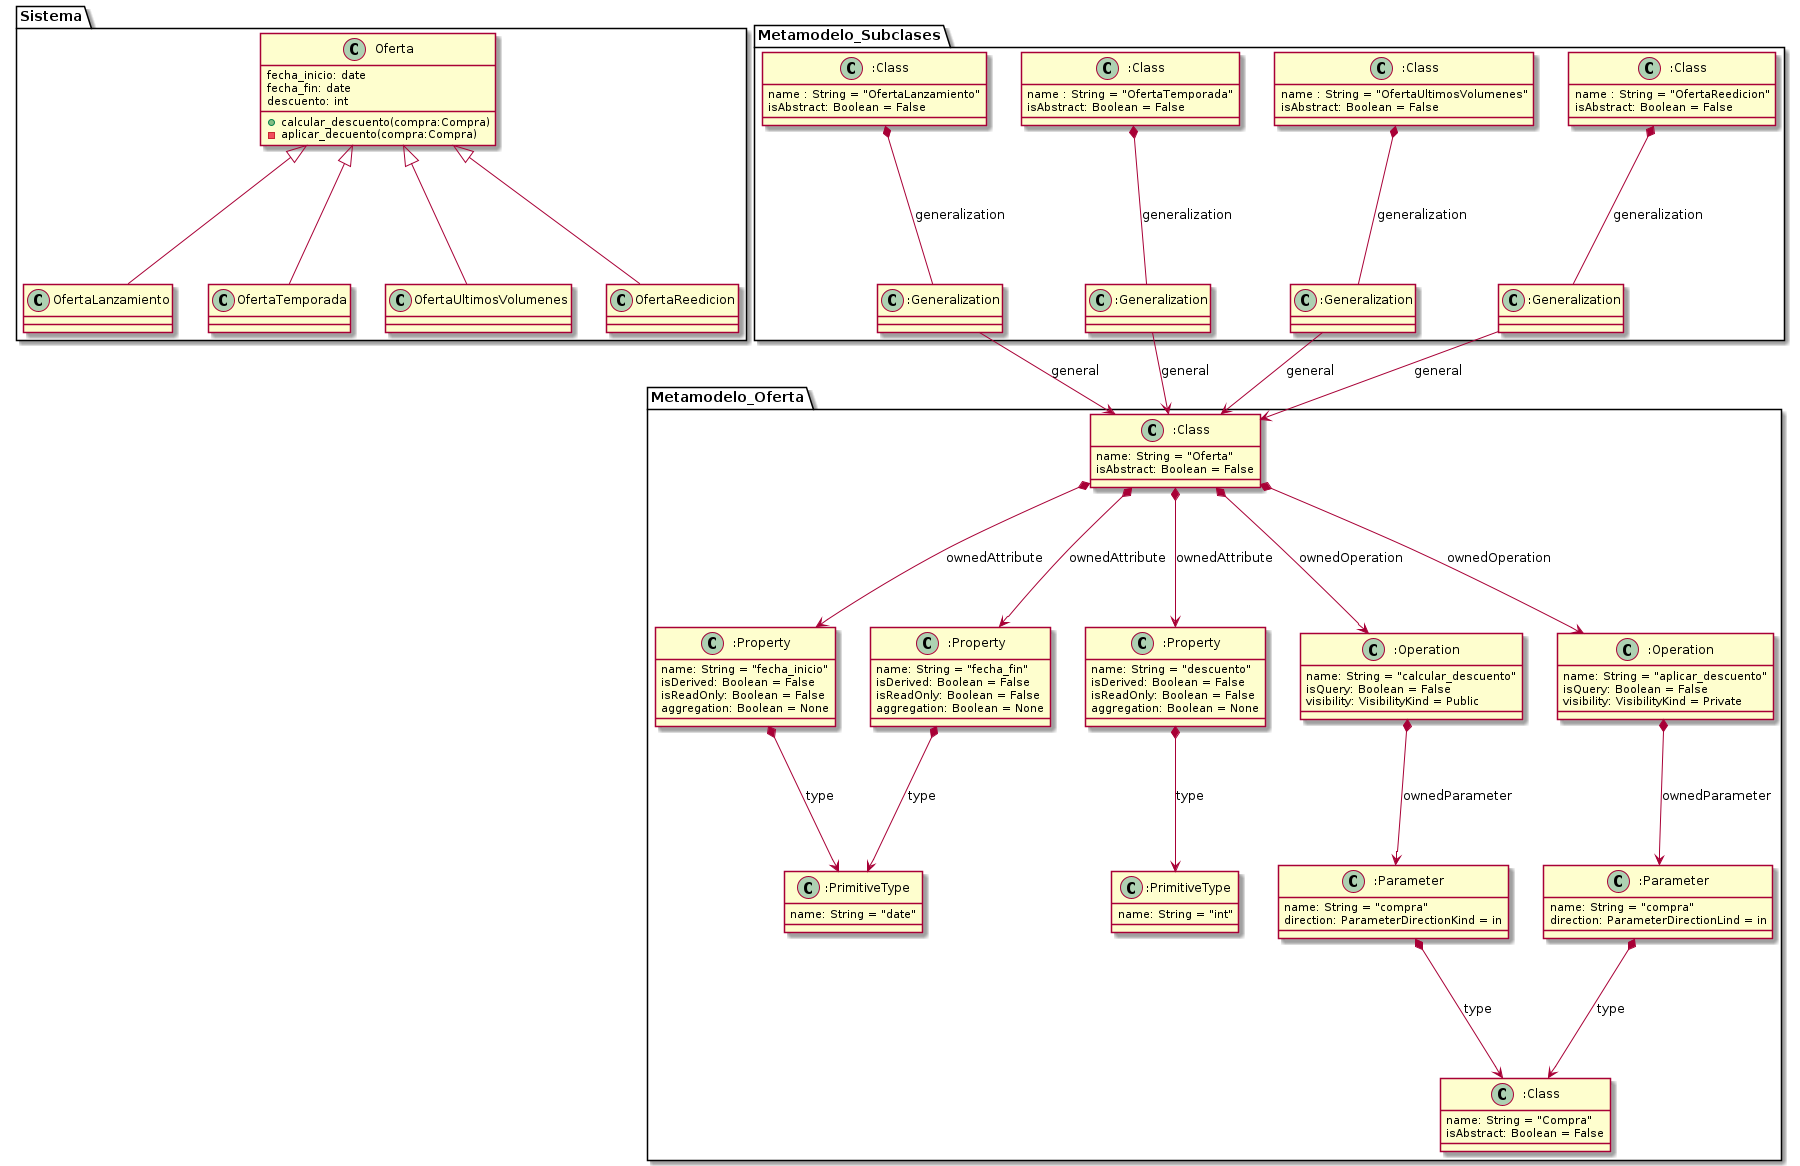 Sistema
C Oferta
fecha_inicio: date
fecha_fin: date
descuento: int
calcular_descuento(compra:Compra)
aplicar_decuento(compra:Compra)
C OfertaLanzamiento
C OfertaTemporada
C OfertaUltimosVolumenes
C OfertaReedicion
Metamodelo_Subclases
C :Class
name : String = "OfertaLanzamiento"
isAbstract: Boolean = False
C :Class
name : String = "OfertaTemporada"
isAbstract: Boolean = False
C :Class
name : String = "OfertaUltimosVolumenes"
isAbstract: Boolean = False
C :Class
name : String = "OfertaReedicion"
isAbstract: Boolean = False
generalization
generalization
generalization
generalization
C :Generalization
C :Generalization
C :Generalization
C :Generalization
general
general
general
general
Metamodelo_Oferta
C :Class
name: String = "Oferta"
isAbstract: Boolean = False
ownedAttribute
ownedAttribute
ownedAttribute
ownedOperation
ownedOperation
C :Property
name: String = "fecha_inicio"
isDerived: Boolean = False
isReadOnly: Boolean = False
aggregation: Boolean = None
C :Property
name: String = "fecha_fin"
isDerived: Boolean = False
isReadOnly: Boolean = False
aggregation: Boolean = None
C :Property
name: String = "descuento"
isDerived: Boolean = False
isReadOnly: Boolean = False
aggregation: Boolean = None
C :Operation
name: String = "calcular_descuento"
isQuery: Boolean = False
visibility: VisibilityKind = Public
C :Operation
name: String = "aplicar_descuento"
isQuery: Boolean = False
visibility: VisibilityKind = Private
type
type
type
ownedParameter
ownedParameter
C :PrimitiveType
name: String = "date"
C :PrimitiveType
name: String = "int"
C :Parameter
name: String = "compra"
direction: ParameterDirectionKind = in
C :Parameter
name: String = "compra"
direction: ParameterDirectionLind = in
type
type
C :Class
name: String = "Compra"
isAbstract: Boolean = False